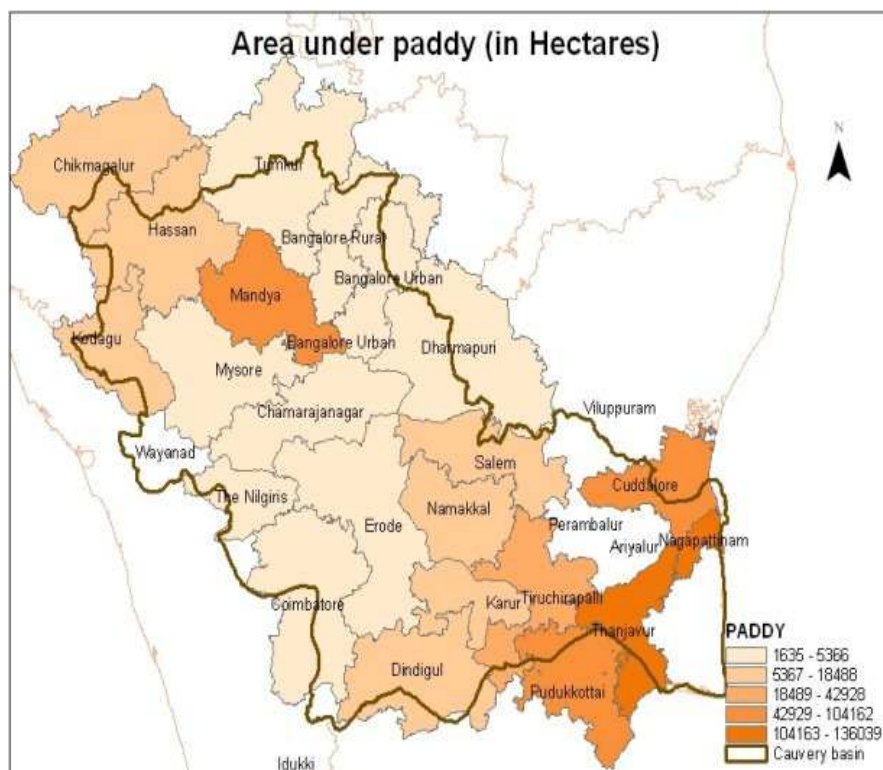 Area under paddy (in Hectares)
N
Chikmagalur
Tumkur
Hassan
Bangalore Rural
Bangalore Urban
Mandya
Bangalore Urban
Kodagu
Dharmapuri
Mysore
Chamarajanagar
Viluppuram
Wayanad
Salem
Cuddalore
The Nilgiris
Namakkal
Erode
Perambalur
Ariyalur
Nagapattinam
Coimbatore
Karur
Tiruchirapalli
Thanjavur
Dindigul
Pudukkottai
Idukki
PADDY
1635 - 5366
5367 - 18488
18489 - 42928
42929 - 104162
104163 - 136039
Cauvery basin